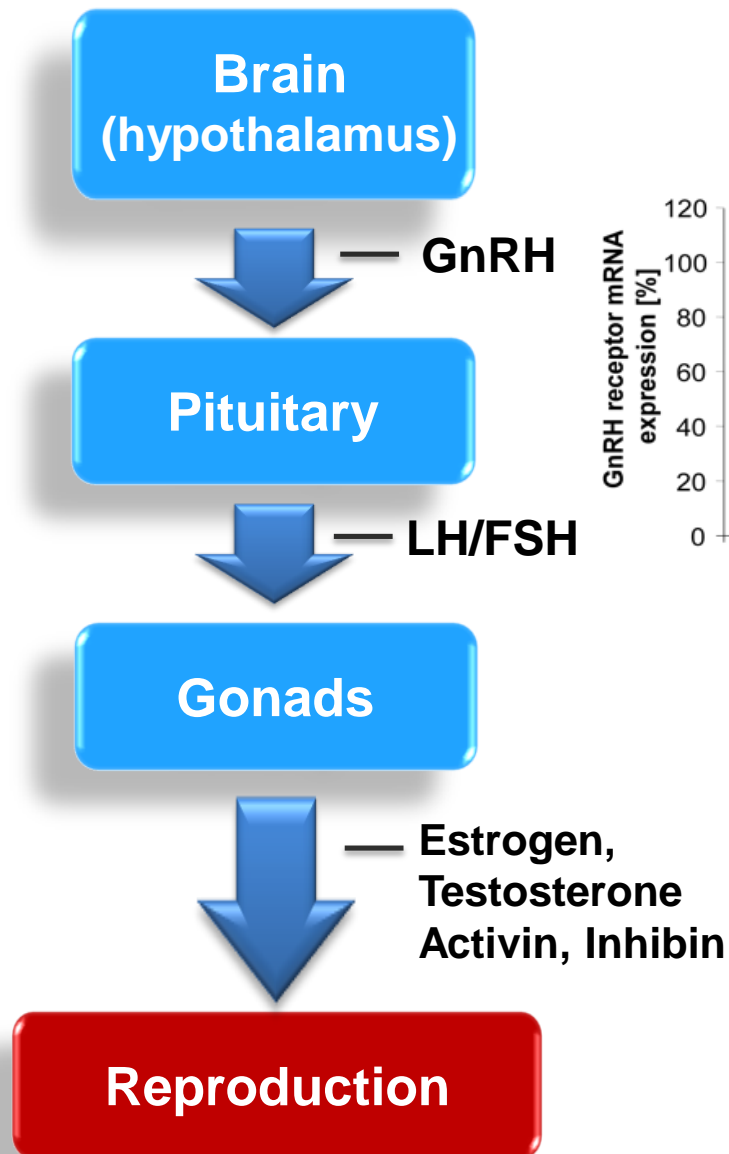 Brain
(hypothalamus)
GnRH
Pituitary
LH/FSH
Gonads
Estrogen,
Testosterone
Activin, Inhibin
Reproduction
GnRH receptor mRNA
expression [%]
120
100
80
60
40
20
0